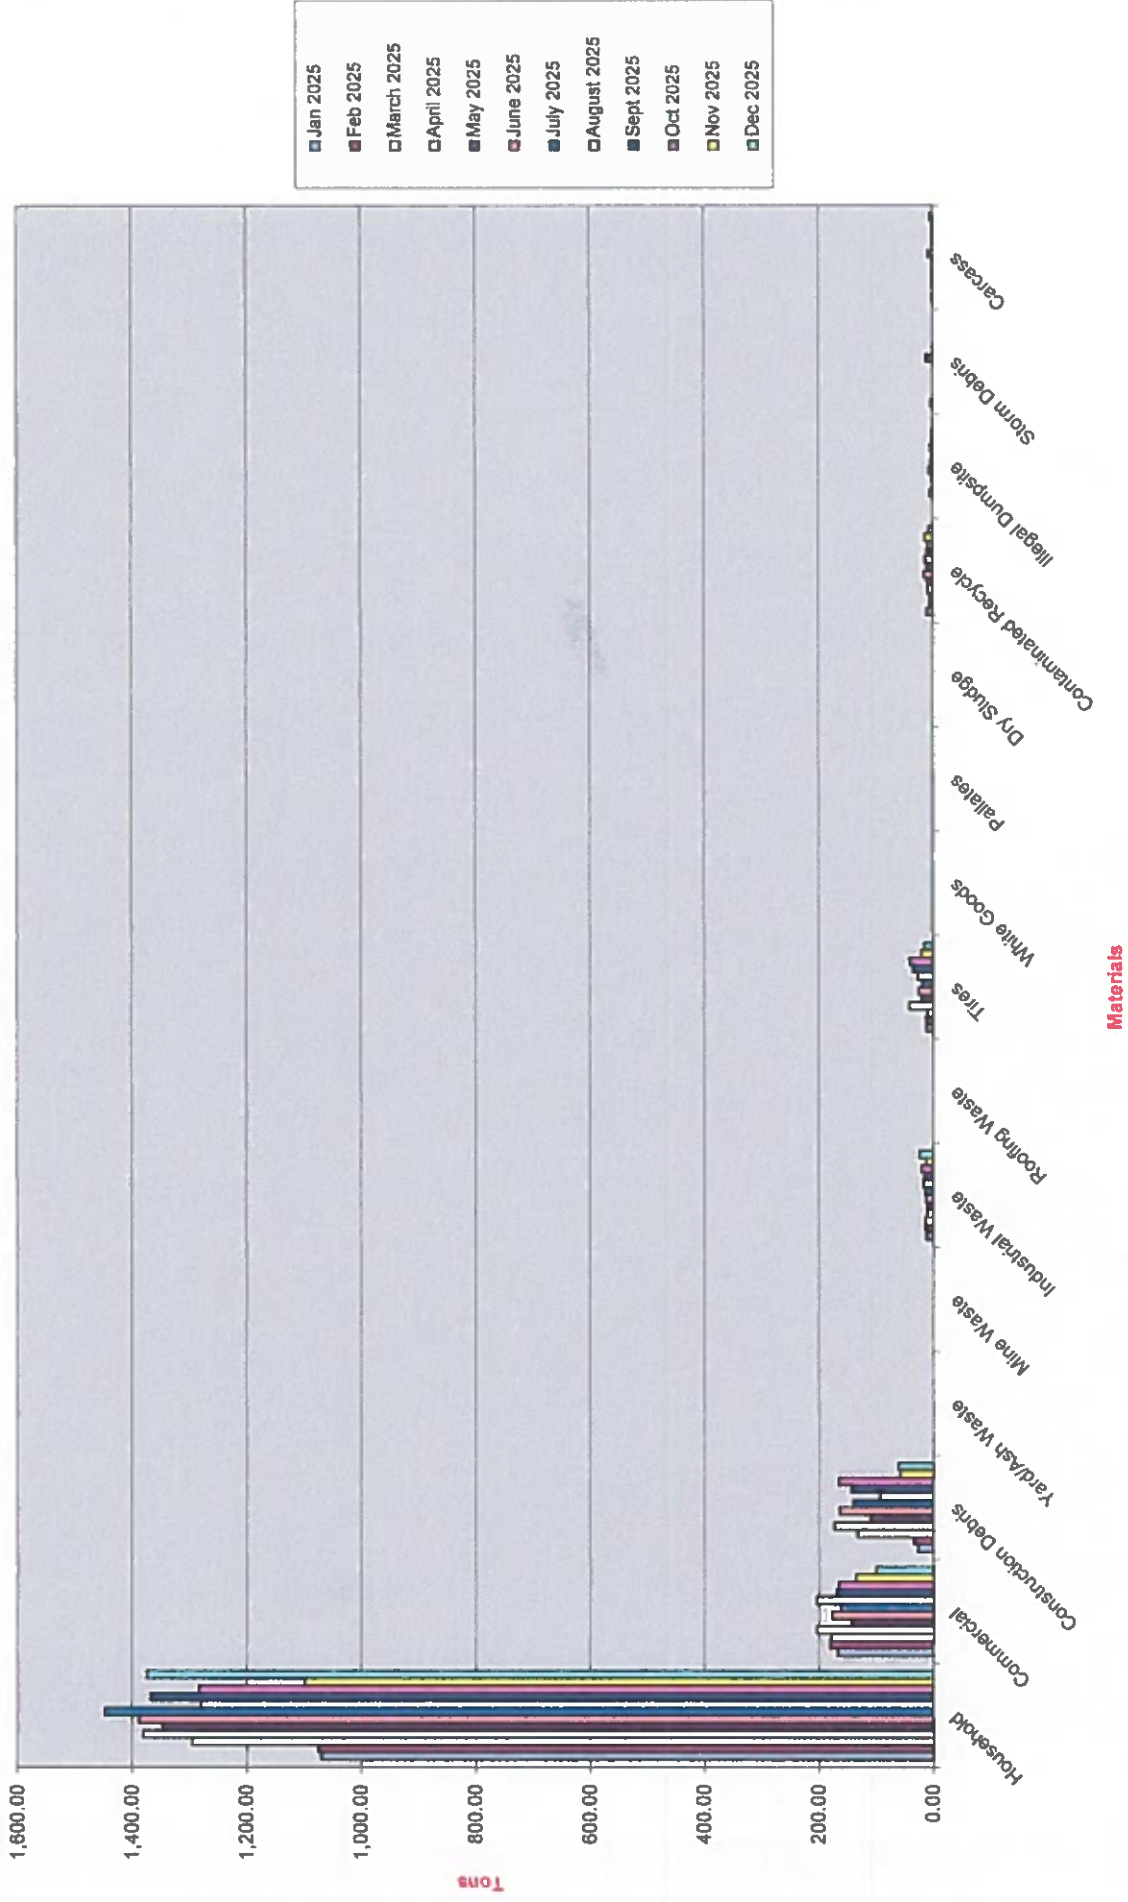 1,600.00
1,400.00
1,200.00
1,000.00
800.00
600.00
400.00
200.00
0.00
Tons
Household
Commercial
Construction Debris
Yard/Ash Waste
Mine Waste
Industrial Waste
Roofing Waste
Tires
White Goods
Pallates
Dry Sludge
Contaminated Recycle
Illegal Dumpsite
Storm Debris
Carcass
Materials
Jan 2025
Feb 2025
March 2025
April 2025
May 2025
June 2025
July 2025
August 2025
Sept 2025
Oct 2025
Nov 2025
Dec 2025